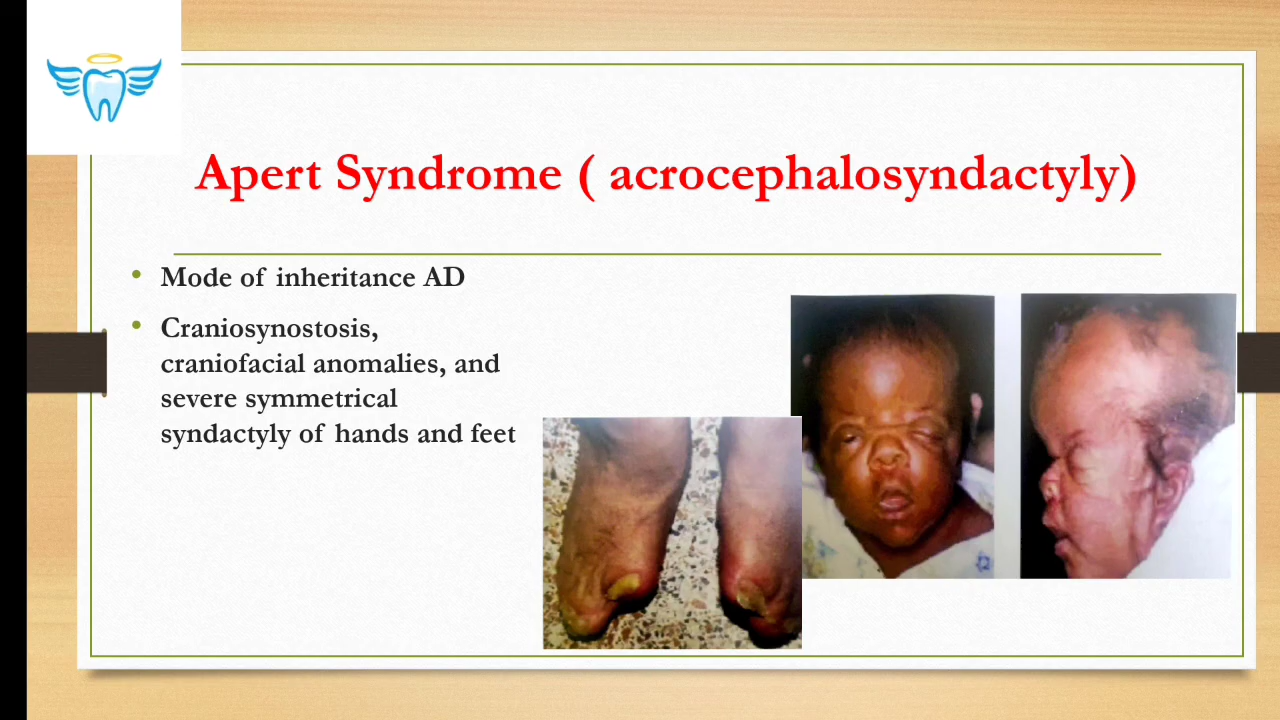 Apert Syndrome ( acrocephalosyndactyly)
• Mode of inheritance AD
• Craniosynostosis,
craniofacial anomalies, and
severe symmetrical
syndactyly of hands and feet